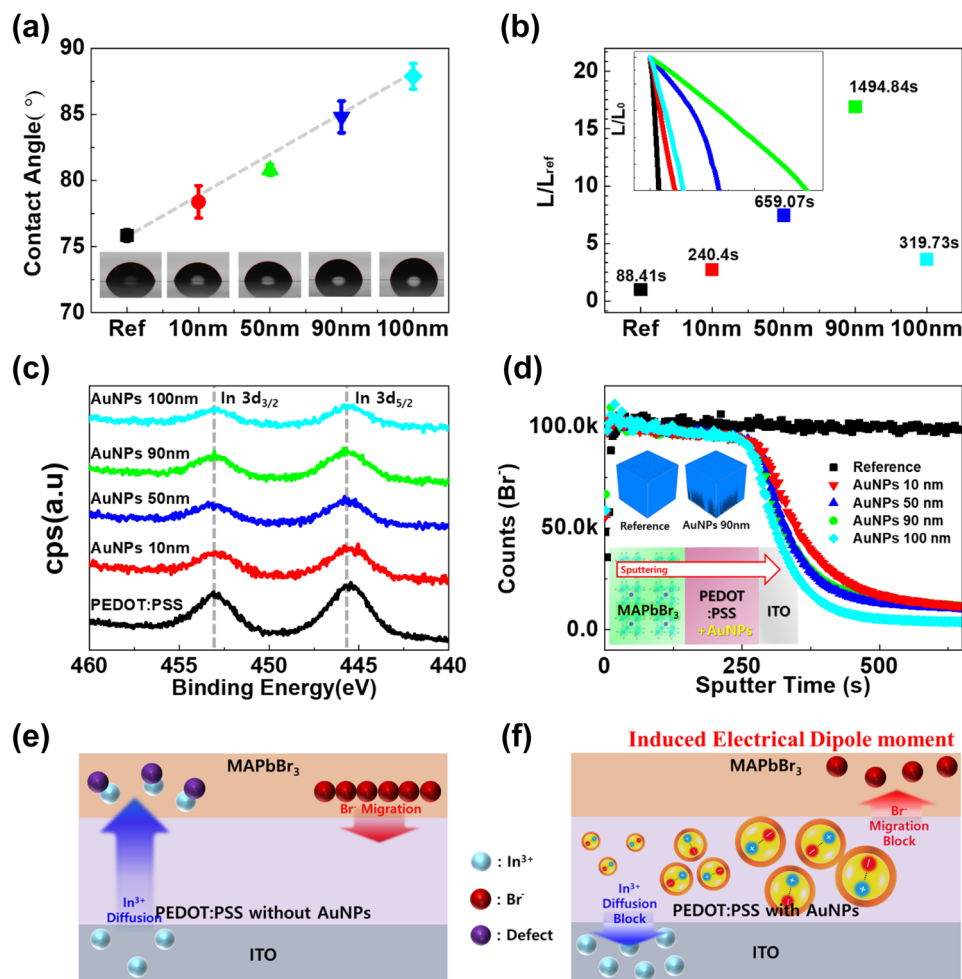 (a)
Contact Angle( °)
90
85
80
75
70
Ref 10nm 50nm 90nm 100nm
(b)
L/L_ref
20
15
10
5
0
L/L₀
1494.84s
659.07s
240.4s
319.73s
88.41s
Ref 10nm 50nm 90nm 100nm
(c)
cps(a.u)
AuNPs 100nm
In 3d₃/₂ In 3d₅/₂
AuNPs 90nm
AuNPs 50nm
AuNPs 10nm
PEDOT:PSS
460 455 450 445 440
Binding Energy(eV)
(d)
Counts (Br⁻)
100.0k
50.0k
0.0
Reference
AuNPs 90nm
Reference
AuNPs 10 nm
AuNPs 50 nm
AuNPs 90 nm
AuNPs 100 nm
Sputtering
MAPbBr₃
PEDOT
:PSS
+AuNPs
ITO
0 250 500
Sputter Time (s)
(e)
MAPbBr₃
Br⁻ Migration
In³⁺
Diffusion
PEDOT:PSS without AuNPs
ITO
: In³⁺
: Br⁻
: Defect
(f)
Induced Electrical Dipole moment
MAPbBr₃
Br⁻
Migration
Block
In³⁺
Diffusion
Block
PEDOT:PSS with AuNPs
ITO